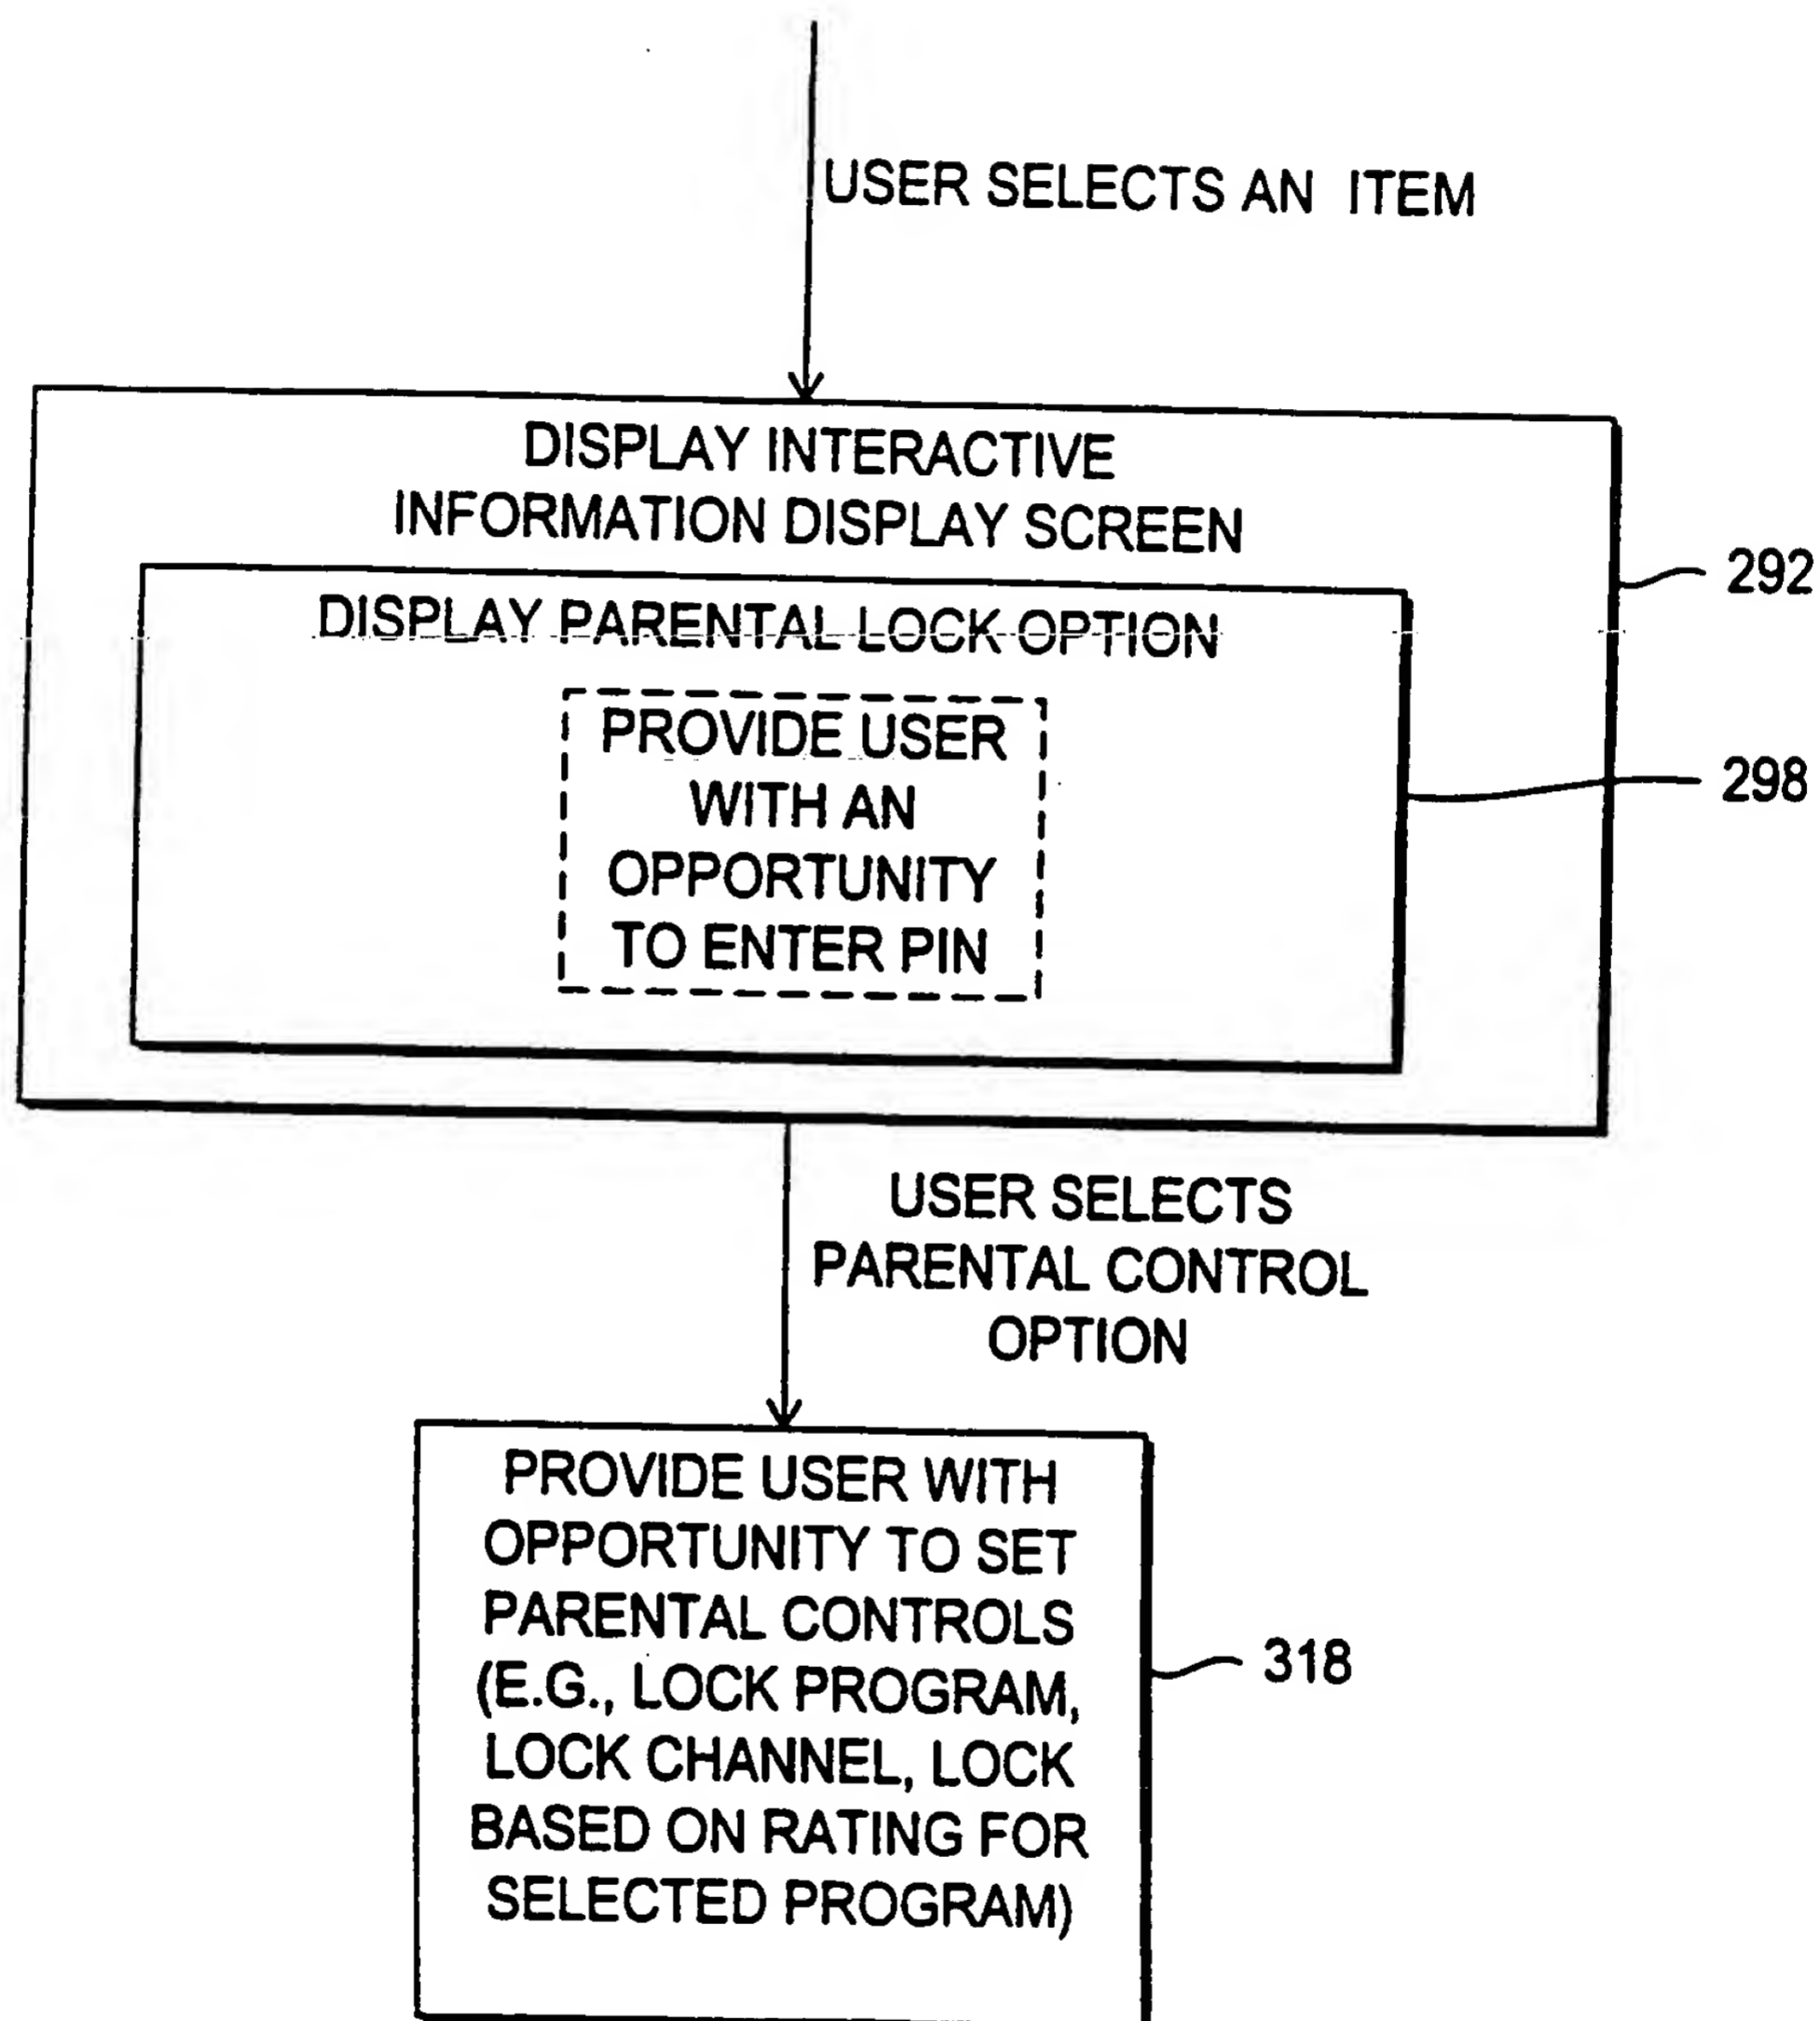 USER SELECTS AN ITEM
DISPLAY INTERACTIVE
INFORMATION DISPLAY SCREEN
292
DISPLAY PARENTAL LOCK OPTION
PROVIDE USER
WITH AN
OPPORTUNITY
TO ENTER PIN
298
USER SELECTS
PARENTAL CONTROL
OPTION
PROVIDE USER WITH
OPPORTUNITY TO SET
PARENTAL CONTROLS
(E.G., LOCK PROGRAM,
LOCK CHANNEL, LOCK
BASED ON RATING FOR
SELECTED PROGRAM)
318